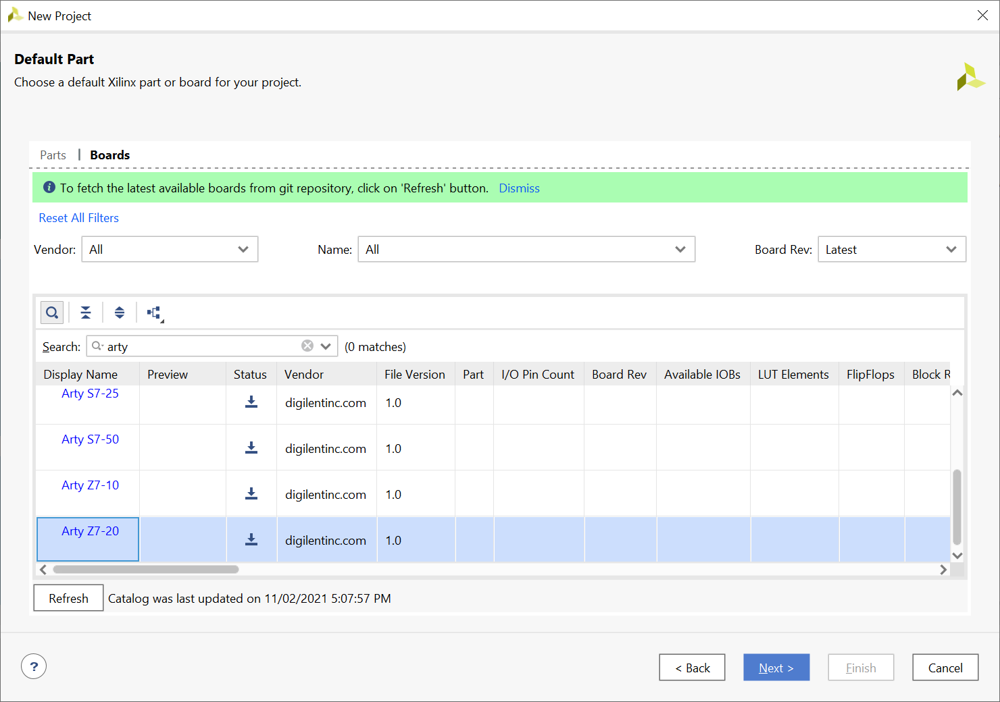 New Project
Default Part
Choose a default Xilinx part or board for your project.
Parts | Boards
To fetch the latest available boards from git repository, click on 'Refresh' button. Dismiss
Reset All Filters
Vendor: All Name: All Board Rev: Latest
Search: arty (0 matches)
Display Name Preview Status Vendor File Version Part I/O Pin Count Board Rev Available IOBs LUT Elements FlipFlops Block R
Arty S7-25 digilentinc.com 1.0
Arty S7-50 digilentinc.com 1.0
Arty Z7-10 digilentinc.com 1.0
Arty Z7-20 digilentinc.com 1.0
Refresh Catalog was last updated on 11/02/2021 5:07:57 PM
? < Back Next > Finish Cancel